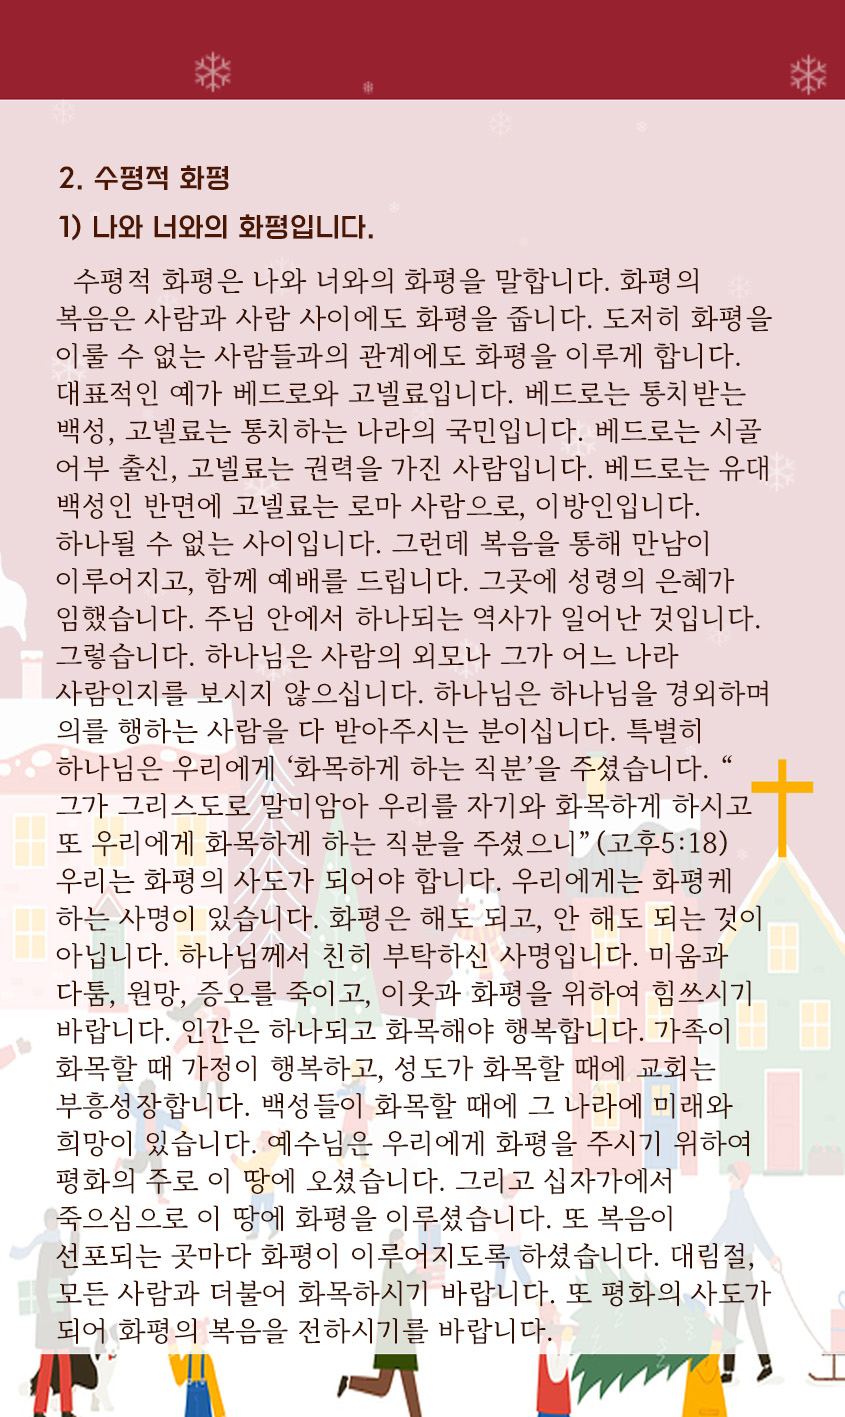 2. 수평적 화평
1) 나와 너와의 화평입니다.
수평적 화평은 나와 너와의 화평을 말합니다. 화평의
복음은 사람과 사람 사이에도 화평을 줍니다. 도저히 화평을
이룰 수 없는 사람들과의 관계에도 화평을 이루게 합니다.
대표적인 예가 베드로와 고넬료입니다. 베드로는 통치받는
백성, 고넬료는 통치하는 나라의 국민입니다. 베드로는 시골
어부 출신, 고넬료는 권력을 가진 사람입니다. 베드로는 유대
백성인 반면에 고넬료는 로마 사람으로, 이방인입니다.
하나될 수 없는 사이입니다. 그런데 복음을 통해 만남이
이루어지고, 함께 예배를 드립니다. 그곳에 성령의 은혜가
임했습니다. 주님 안에서 하나되는 역사가 일어난 것입니다.
그렇습니다. 하나님은 사람의 외모나 그가 어느 나라
사람인지를 보시지 않으십니다. 하나님은 하나님을 경외하며
의를 행하는 사람을 다 받아주시는 분이십니다. 특별히
하나님은 우리에게 ‘화목하게 하는 직분’을 주셨습니다. “
그가 그리스도로 말미암아 우리를 자기와 화목하게 하시고
또 우리에게 화목하게 하는 직분을 주셨으니”(고후5:18)
우리는 화평의 사도가 되어야 합니다. 우리에게는 화평케
하는 사명이 있습니다. 화평은 해도 되고, 안 해도 되는 것이
아닙니다. 하나님께서 친히 부탁하신 사명입니다. 미움과
다툼, 원망, 증오를 죽이고, 이웃과 화평을 위하여 힘쓰시기
바랍니다. 인간은 하나되고 화목해야 행복합니다. 가족이
화목할 때 가정이 행복하고, 성도가 화목할 때에 교회는
부흥성장합니다. 백성들이 화목할 때에 그 나라에 미래와
희망이 있습니다. 예수님은 우리에게 화평을 주시기 위하여
평화의 주로 이 땅에 오셨습니다. 그리고 십자가에서
죽으심으로 이 땅에 화평을 이루셨습니다. 또 복음이
선포되는 곳마다 화평이 이루어지도록 하셨습니다. 대림절,
모든 사람과 더불어 화목하시기 바랍니다. 또 평화의 사도가
되어 화평의 복음을 전하시기를 바랍니다.